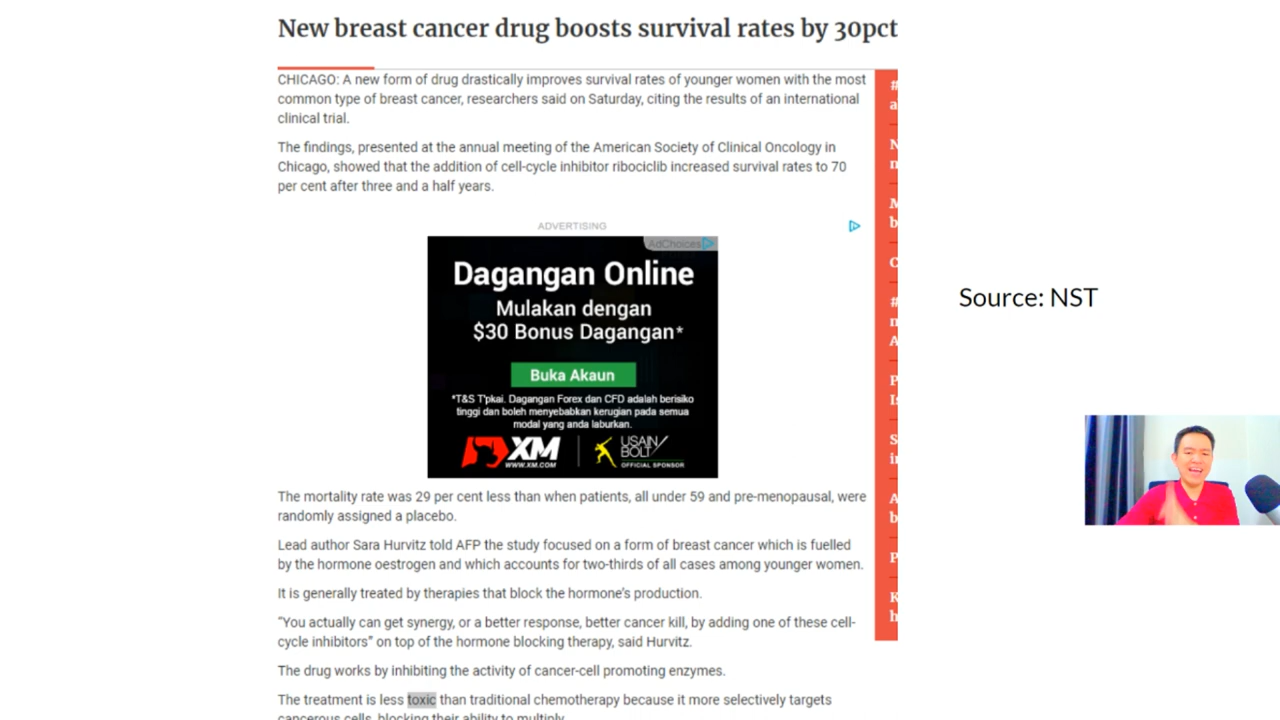 New breast cancer drug boosts survival rates by 30pct
CHICAGO: A new form of drug drastically improves survival rates of younger women with the most
common type of breast cancer, researchers said on Saturday, citing the results of an international
clinical trial.
The findings, presented at the annual meeting of the American Society of Clinical Oncology in
Chicago, showed that the addition of cell-cycle inhibitor ribociclib increased survival rates to 70
per cent after three and a half years.
ADVERTISING
AdChoices
Dagangan Online
Mulakan dengan
$30 Bonus Dagangan*
Buka Akaun
*T&S T'pkai. Dagangan Forex dan CFD adalah berisiko
tinggi dan boleh menyebabkan kerugian pada semua
modal yang anda laburkan.
XM
WWW.XM.COM
USAIN
BOLT
OFFICIAL SPONSOR
The mortality rate was 29 per cent less than when patients, all under 59 and pre-menopausal, were
randomly assigned a placebo.
Lead author Sara Hurvitz told AFP the study focused on a form of breast cancer which is fuelled
by the hormone oestrogen and which accounts for two-thirds of all cases among younger women.
It is generally treated by therapies that block the hormone's production.
“You actually can get synergy, or a better response, better cancer kill, by adding one of these cell-
cycle inhibitors” on top of the hormone blocking therapy, said Hurvitz.
The drug works by inhibiting the activity of cancer-cell promoting enzymes.
The treatment is less toxic than traditional chemotherapy because it more selectively targets
cancerous cells, blocking their ability to multiply.
Source: NST